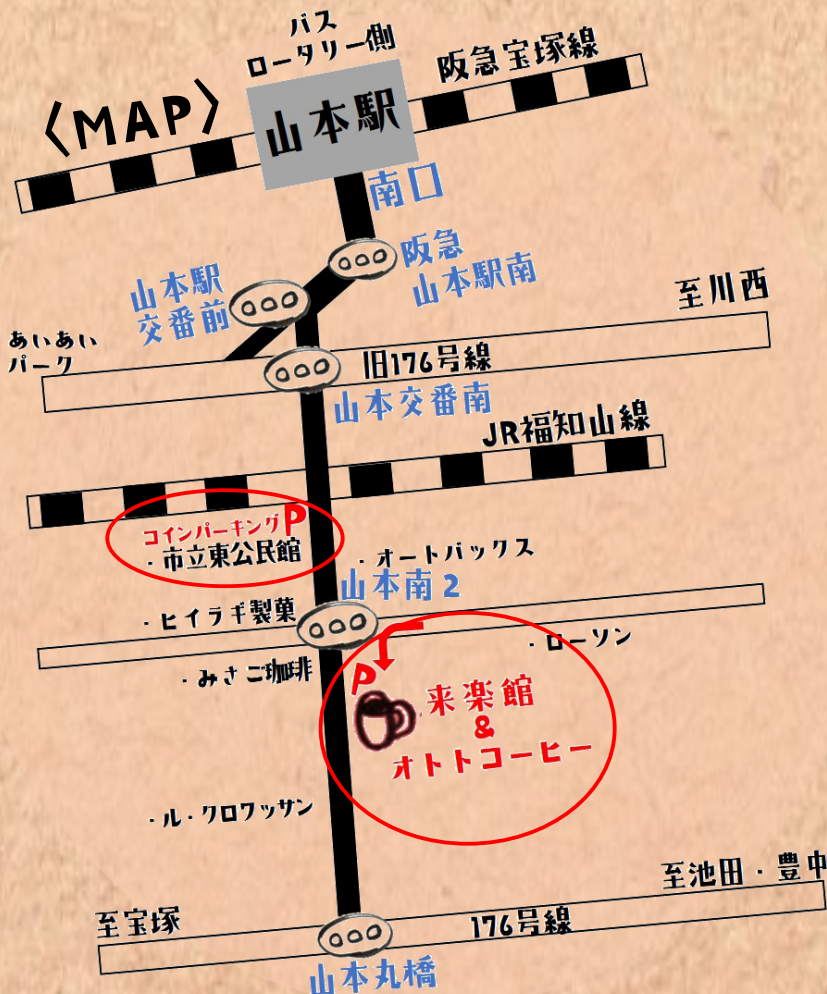 バス
ロータリー側
阪急宝塚線
〈MAP〉
山本駅
南口
阪急
山本駅南
山本駅
交番前
至川西
あいあい
パーク
旧176号線
山本交番南
JR福知山線
コインパーキングP
・市立東公民館
・オートバックス
山本南2
・ヒイラギ製菓
・ローソン
・みさご珈琲
P
来楽館
&
オトトコーヒー
・ル・クロワッサン
至池田・豊中
至宝塚
176号線
山本丸橋